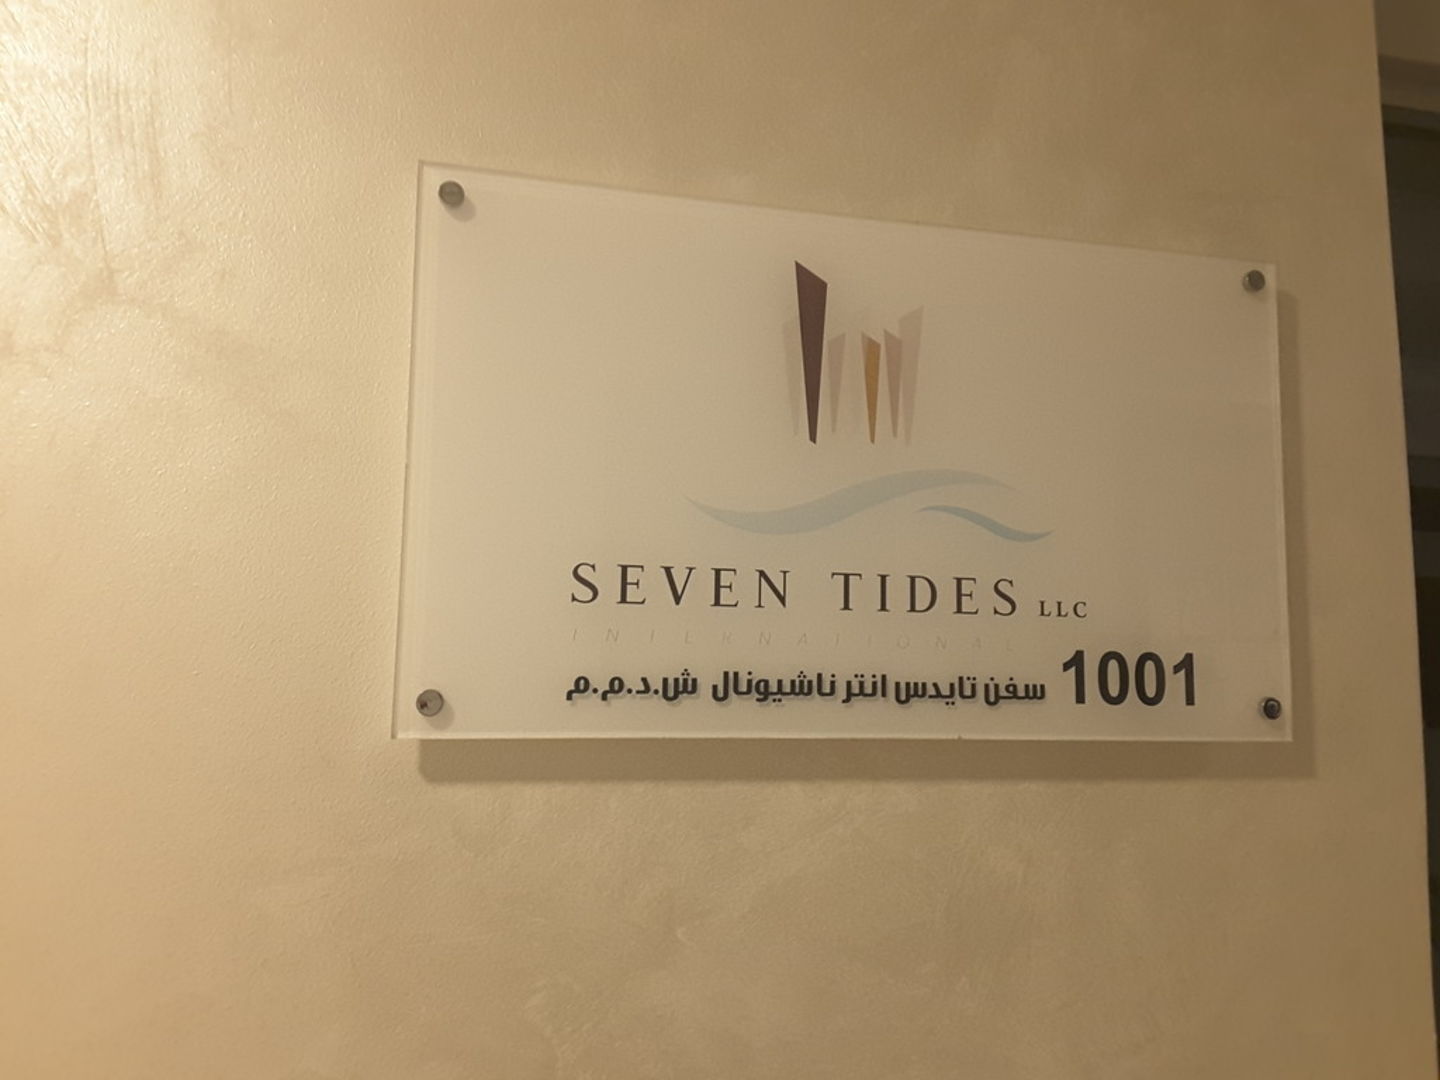 SEVEN TIDES LLC
INTERNATIONAL
سفن تايدس انتر ناشيونال ش.د.م.م 1001